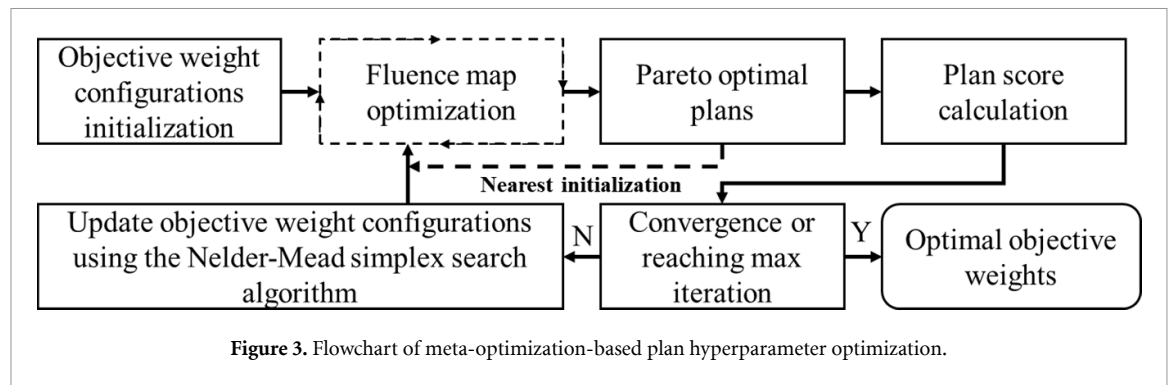 Objective weight
configurations
initialization
Fluence map
optimization
Pareto optimal
plans
Plan score
calculation
Nearest initialization
Update objective weight configurations
using the Nelder-Mead simplex search
algorithm
N
Convergence or
reaching max
iteration
Y
Optimal objective
weights
Figure 3. Flowchart of meta-optimization-based plan hyperparameter optimization.